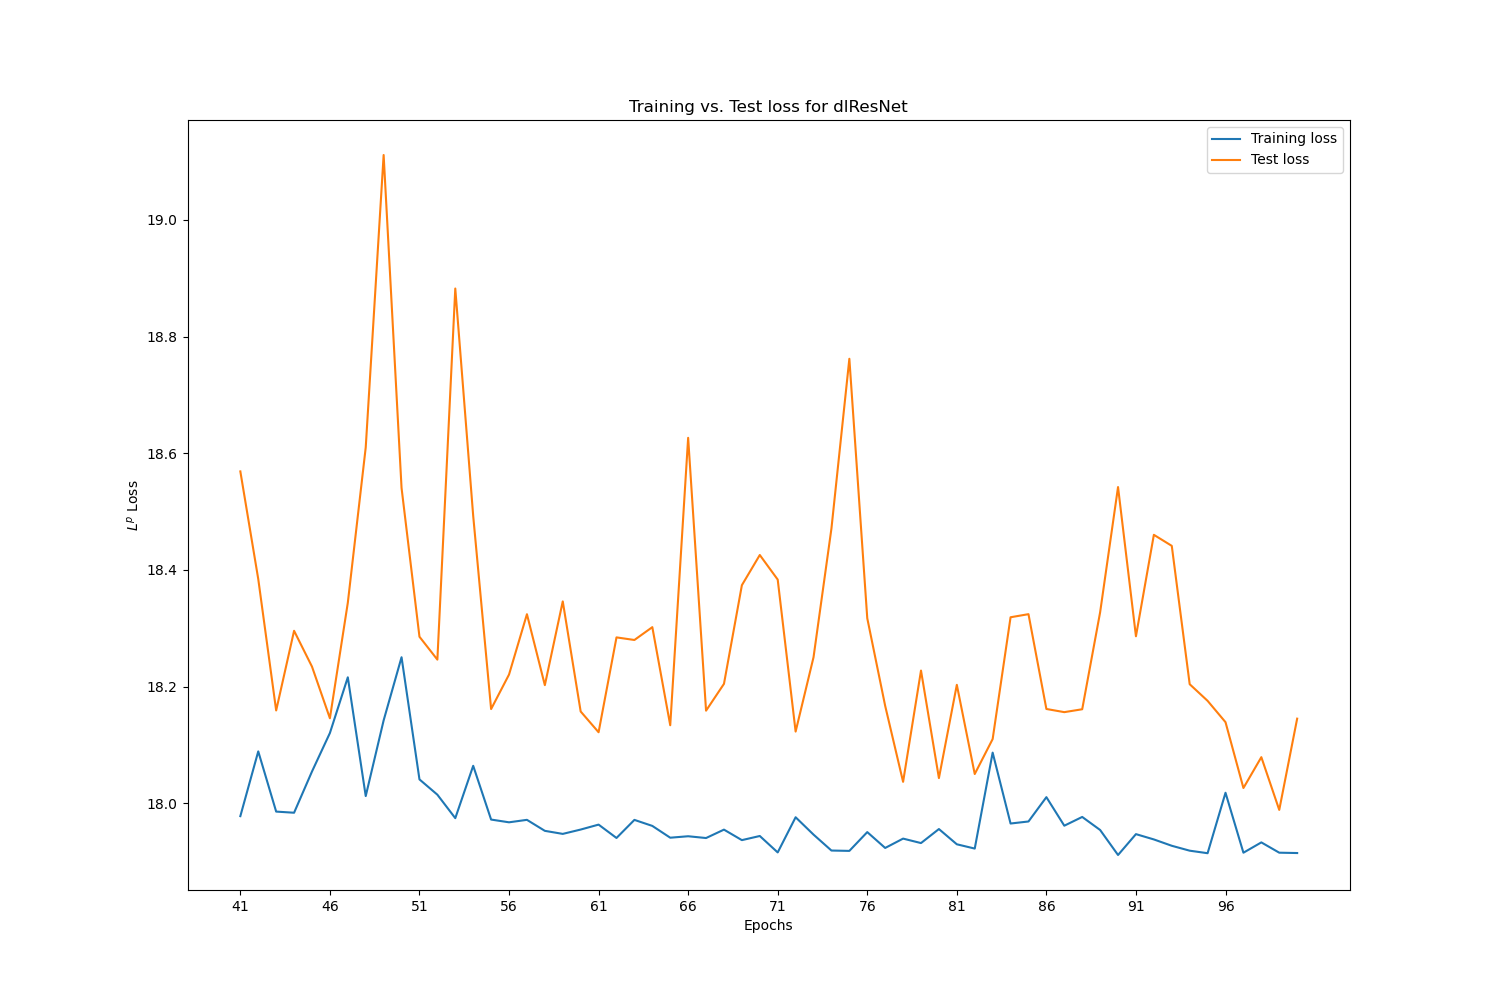 Training vs. Test loss for dlResNet
Training loss
Test loss
19.0
18.8
18.6
18.4
18.2
18.0
L^p Loss
41 46 51 56 61 66 71 76 81 86 91 96
Epochs